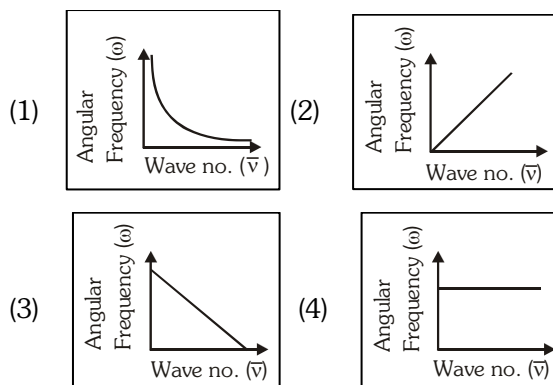 (1)
Angular
Frequency (ω)
Wave no. (ν̅ )
(2)
Angular
Frequency (ω)
Wave no. (ν̅)
(3)
Angular
Frequency (ω)
Wave no. (ν̅)
(4)
Angular
Frequency (ω)
Wave no. (ν̅)